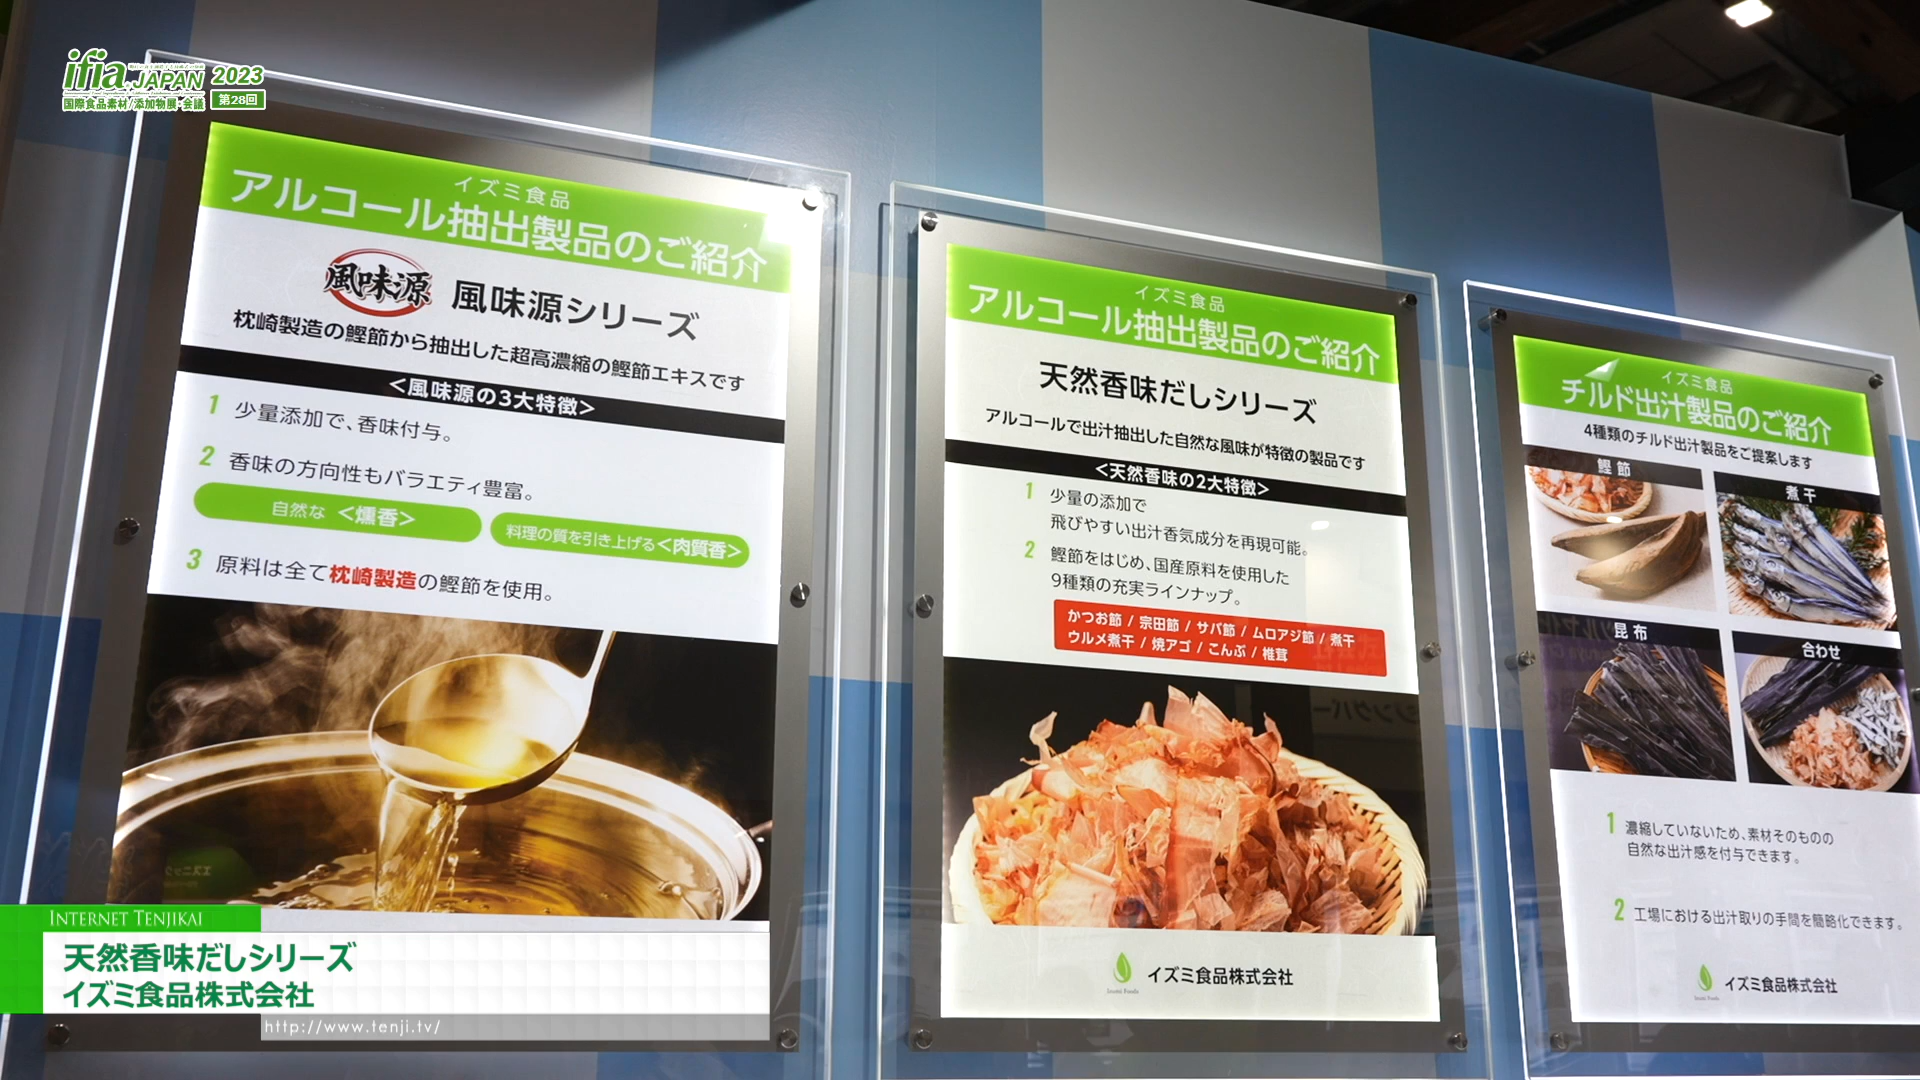 ifia JAPAN 2023
国際食品素材/添加物展・会議
第28回
イズミ食品
アルコール抽出製品のご紹介
風味源
風味源シリーズ
枕崎製造の鰹節から抽出した超高濃縮の鰹節エキスです
<風味源の3大特徴>
1 少量添加で、香味付与。
2 香味の方向性もバラエティ豊富。
自然な <燻香>
料理の質を引き上げる<肉質香>
3 原料は全て枕崎製造の鰹節を使用。
イズミ食品
アルコール抽出製品のご紹介
天然香味だしシリーズ
アルコールで出汁抽出した自然な風味が特徴の製品です
<天然香味の2大特徴>
1 少量の添加で
飛びやすい出汁香気成分を再現可能。
2 鰹節をはじめ、国産原料を使用した
9種類の充実ラインナップ。
かつお節 / 宗田節 / サバ節 / ムロアジ節 / 煮干
ウルメ煮干 / 焼アゴ / こんぶ / 椎茸
Izumi Foods
イズミ食品株式会社
イズミ食品
チルド出汁製品のご紹介
4種類のチルド出汁製品をご提案します
鰹節
煮干
昆布
合わせ
1 濃縮していないため、素材そのものの
自然な出汁感を付与できます。
2 工場における出汁取りの手間を簡略化できます。
Izumi Foods
イズミ食品株式会社
INTERNET TENJIKAI
天然香味だしシリーズ
イズミ食品株式会社
http://www.tenji.tv/